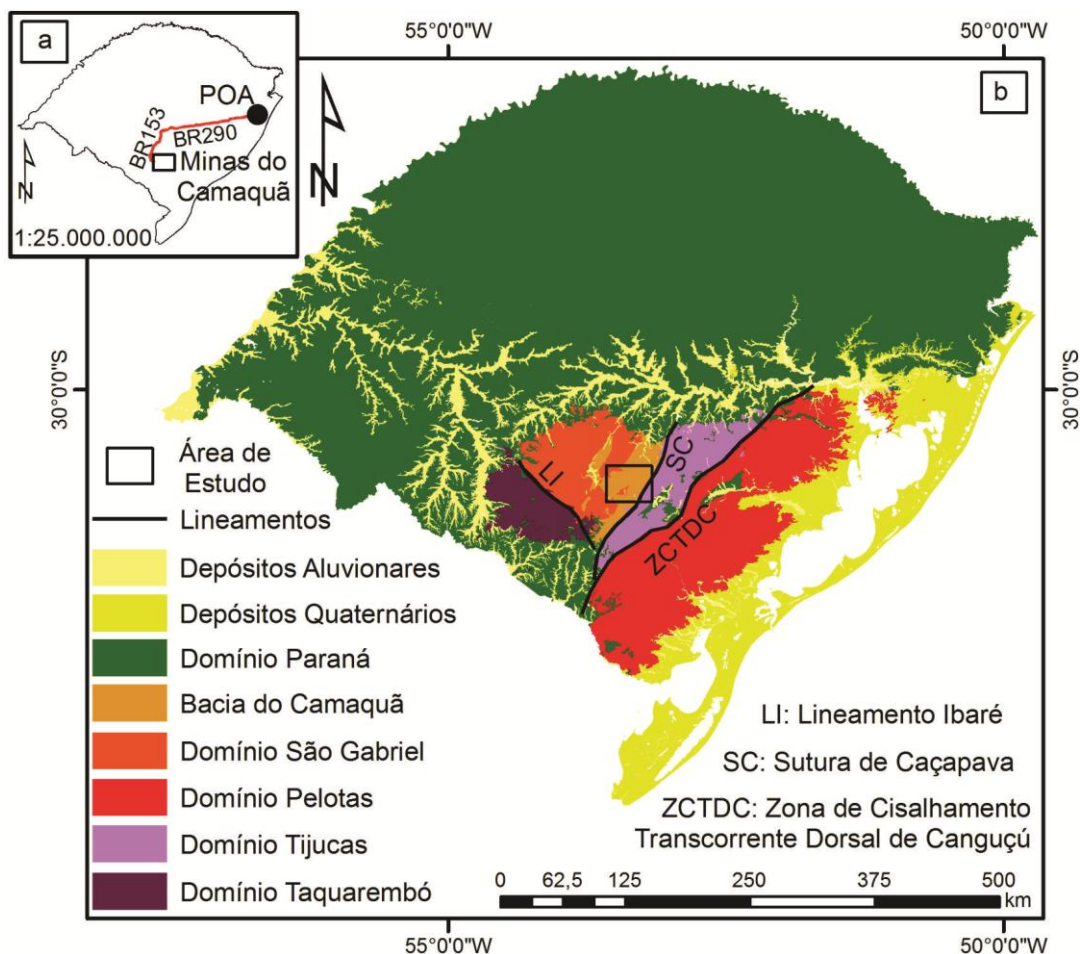 a
POA
BR153
BR290
Minas do
Camaquã
N
1:25.000.000
55°0'0"W
50°0'0"W
b
N
30°0'0"S
30°0'0"S
LI
SC
ZCTDC
Área de
Estudo
Lineamentos
Depósitos Aluvionares
Depósitos Quaternários
Domínio Paraná
Bacia do Camaquã
Domínio São Gabriel
Domínio Pelotas
Domínio Tijucas
Domínio Taquarembó
LI: Lineamento Ibaré
SC: Sutura de Caçapava
ZCTDC: Zona de Cisalhamento
Transcorrente Dorsal de Canguçú
0 62,5 125 250 375 500
km
55°0'0"W
50°0'0"W